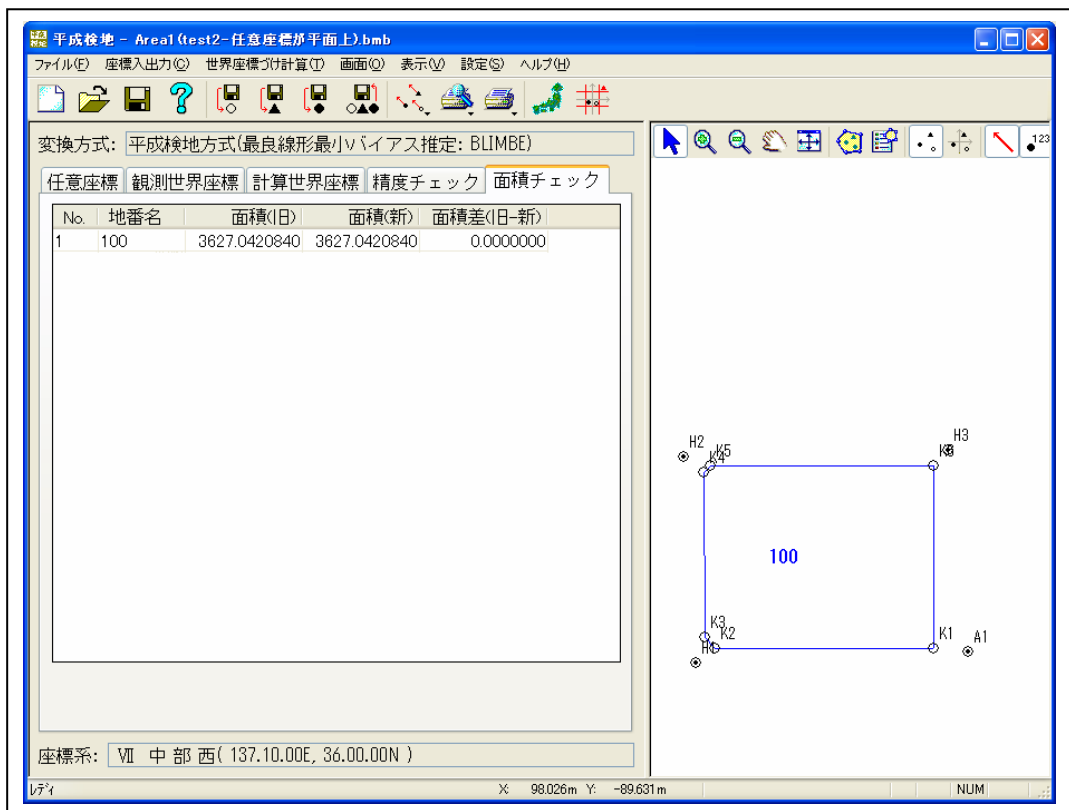 平成検地 - Area1(test2-任意座標が平面上).bmb
ファイル(F) 座標入出力(C) 世界座標づけ計算(T) 画面(O) 表示(V) 設定(S) ヘルプ(H)
変換方式: 平成検地方式(最良線形最小バイアス推定: BLIMBE)
任意座標 観測世界座標 計算世界座標 精度チェック 面積チェック
No. 地番名 面積(旧) 面積(新) 面積差(旧-新)
1 100 3627.0420840 3627.0420840 0.0000000
123
H2
K5
K4
H3
100
K3
K2
H1
K1
A1
座標系: Ⅶ 中 部 西( 137.10.00E, 36.00.00N )
レディ X: 98.026m Y: -89.631m NUM